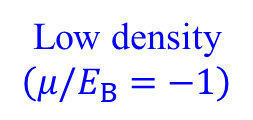 Low density
(μ/E_B = −1)